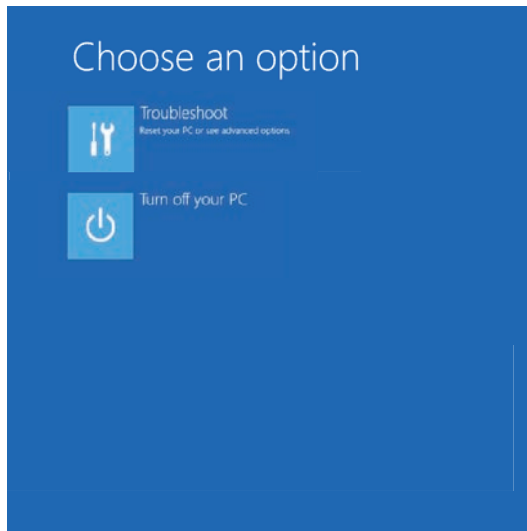 Choose an option
Troubleshoot
Reset your PC or see advanced options
Turn off your PC